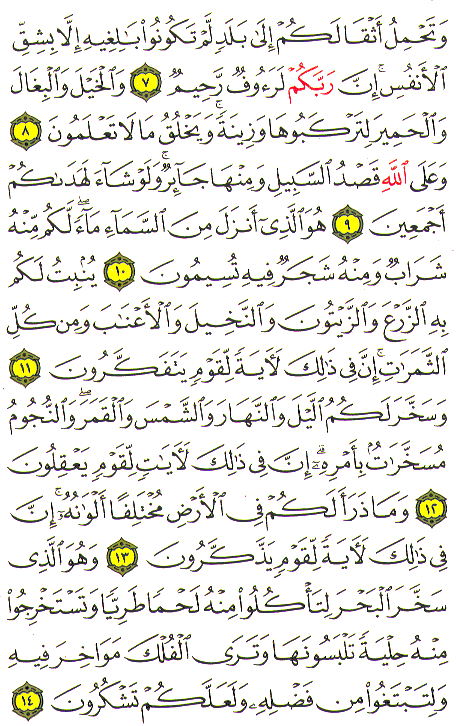 وَتَحْمِلُ أَثْقَالَكُمْ إِلَىٰ بَلَدٍ لَّمْ تَكُونُوا۟ بَٰلِغِيهِ إِلَّا بِشِقِّ
ٱلْأَنفُسِ ۚ إِنَّ رَبَّكُمْ لَرَءُوفٌ رَّحِيمٌ ٧ وَٱلْخَيْلَ وَٱلْبِغَالَ
وَٱلْحَمِيرَ لِتَرْكَبُوهَا وَزِينَةً ۚ وَيَخْلُقُ مَا لَا تَعْلَمُونَ ٨
وَعَلَى ٱللَّهِ قَصْدُ ٱلسَّبِيلِ وَمِنْهَا جَآئِرٌ ۚ وَلَوْ شَآءَ لَهَدَىٰكُمْ
أَجْمَعِينَ ٩ هُوَ ٱلَّذِىٓ أَنزَلَ مِنَ ٱلسَّمَآءِ مَآءً ۖ لَّكُم مِّنْهُ
شَرَابٌ وَمِنْهُ شَجَرٌ فِيهِ تُسِيمُونَ ١٠ يُنۢبِتُ لَكُم
بِهِ ٱلزَّرْعَ وَٱلزَّيْتُونَ وَٱلنَّخِيلَ وَٱلْأَعْنَٰبَ وَمِن كُلِّ
ٱلثَّمَرَٰتِ ۗ إِنَّ فِى ذَٰلِكَ لَءَايَةً لِّقَوْمٍ يَتَفَكَّرُونَ ١١
وَسَخَّرَ لَكُمُ ٱلَّيْلَ وَٱلنَّهَارَ وَٱلشَّمْسَ وَٱلْقَمَرَ ۖ وَٱلنُّجُومُ
مُسَخَّرَٰتٌۢ بِأَمْرِهِۦٓ ۗ إِنَّ فِى ذَٰلِكَ لَءَايَٰتٍ لِّقَوْمٍ يَعْقِلُونَ
١٢ وَمَا ذَرَأَ لَكُمْ فِى ٱلْأَرْضِ مُخْتَلِفًا أَلْوَٰنُهُۥٓ ۗ إِنَّ
فِى ذَٰلِكَ لَءَايَةً لِّقَوْمٍ يَذَّكَّرُونَ ١٣ وَهُوَ ٱلَّذِى
سَخَّرَ ٱلْبَحْرَ لِتَأْكُلُوا۟ مِنْهُ لَحْمًا طَرِيًّا وَتَسْتَخْرِجُوا۟
مِنْهُ حِلْيَةً تَلْبَسُونَهَا وَتَرَى ٱلْفُلْكَ مَوَاخِرَ فِيهِ
وَلِتَبْتَغُوا۟ مِن فَضْلِهِۦ وَلَعَلَّكُمْ تَشْكُرُونَ ١٤